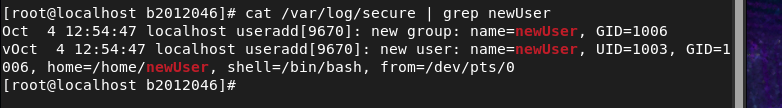 [root@localhost b2012046]# cat /var/log/secure | grep newUser
Oct  4 12:54:47 localhost useradd[9670]: new group: name=newUser, GID=1006
vOct  4 12:54:47 localhost useradd[9670]: new user: name=newUser, UID=1003, GID=1
006, home=/home/newUser, shell=/bin/bash, from=/dev/pts/0
[root@localhost b2012046]#